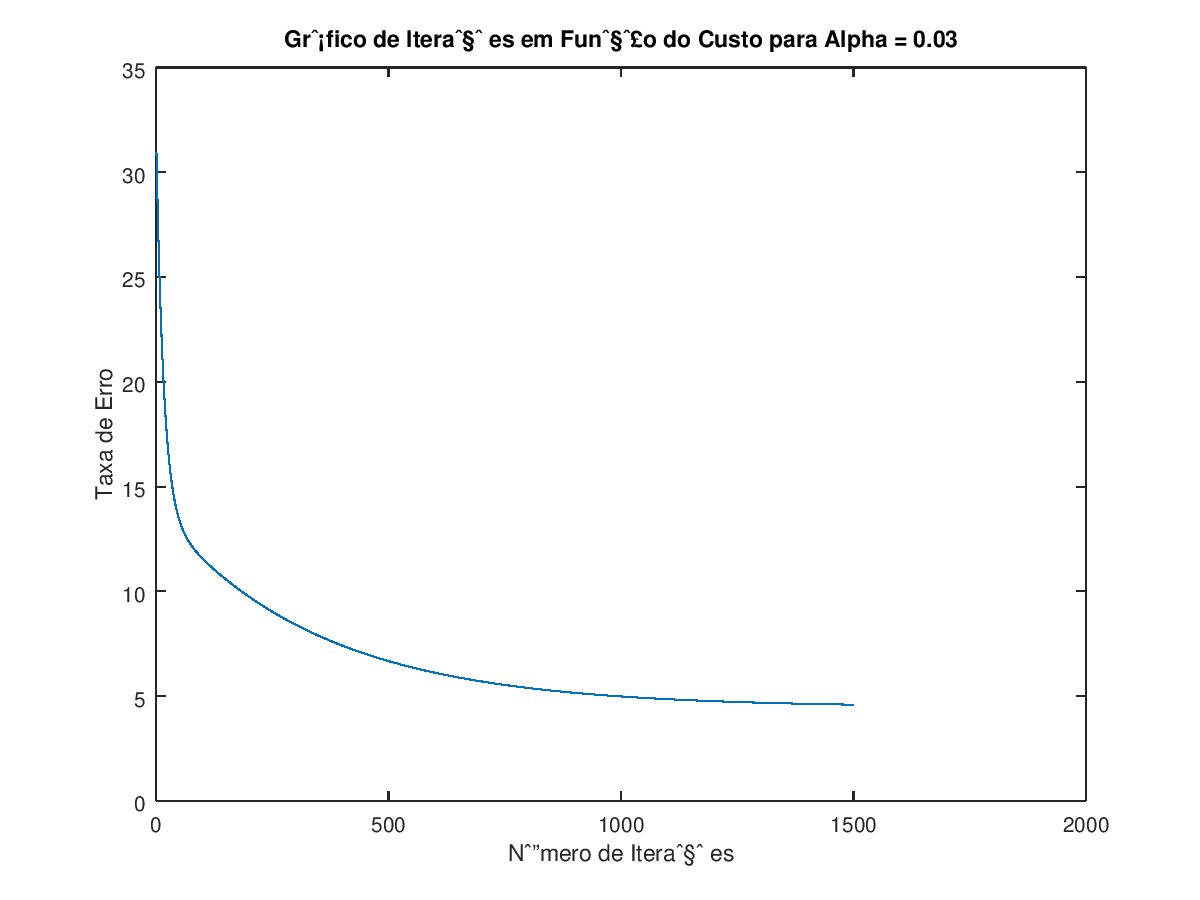 Grˆ¡fico de Iteraˆ§ˆ es em Funˆ§ˆ£o do Custo para Alpha = 0.03
35
30
25
20
15
10
5
0
Taxa de Erro
0 500 1000 1500 2000
Nˆ”mero de Iteraˆ§ˆ es